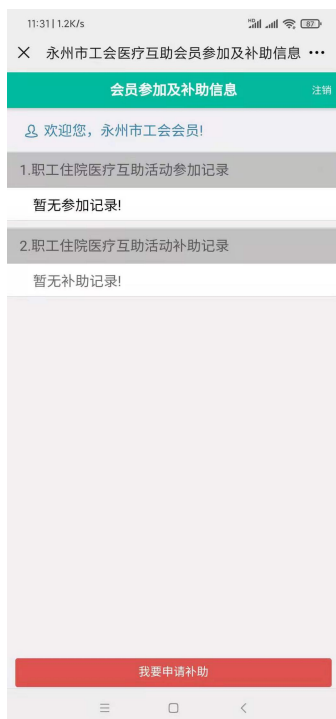 11:31 | 1.2K/s
HD
87
永州市工会医疗互助会员参加及补助信息
会员参加及补助信息
注销
欢迎您，永州市工会会员!
1.职工住院医疗互助活动参加记录
暂无参加记录!
2.职工住院医疗互助活动补助记录
暂无补助记录!
我要申请补助